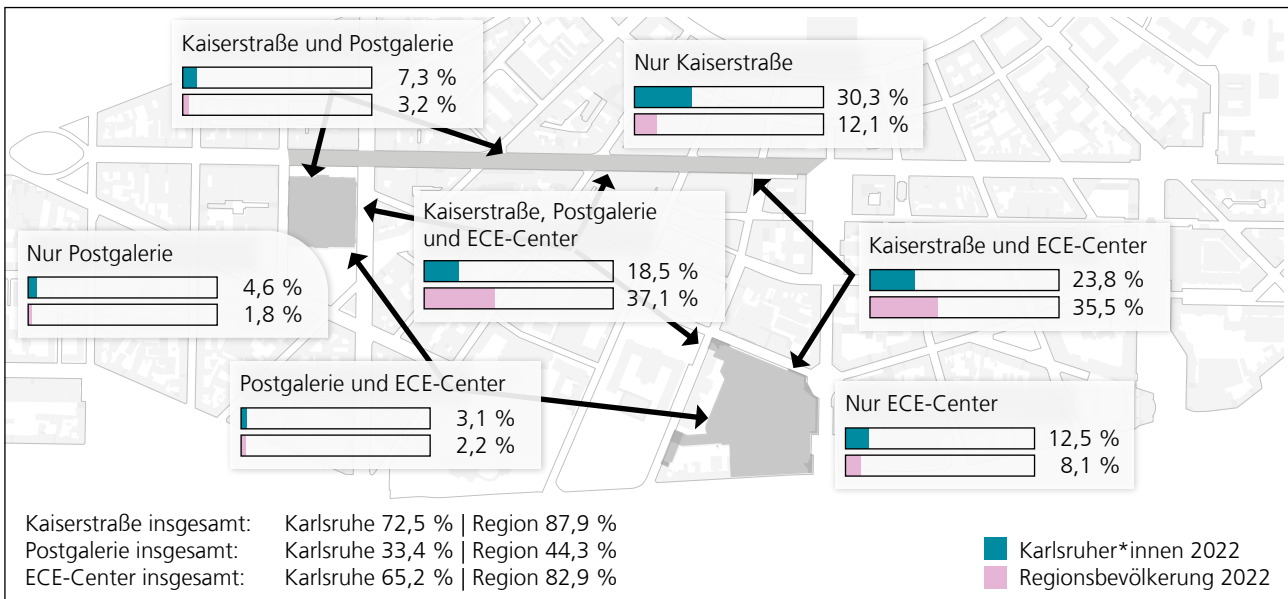 Kaiserstraße und Postgalerie
7,3 %
3,2 %
Nur Kaiserstraße
30,3 %
12,1 %
Kaiserstraße, Postgalerie
und ECE-Center
18,5 %
37,1 %
Kaiserstraße und ECE-Center
23,8 %
35,5 %
Nur Postgalerie
4,6 %
1,8 %
Postgalerie und ECE-Center
3,1 %
2,2 %
Nur ECE-Center
12,5 %
8,1 %
Kaiserstraße insgesamt: Karlsruhe 72,5 % | Region 87,9 %
Postgalerie insgesamt: Karlsruhe 33,4 % | Region 44,3 %
ECE-Center insgesamt: Karlsruhe 65,2 % | Region 82,9 %
Karlsruher*innen 2022
Regionsbevölkerung 2022